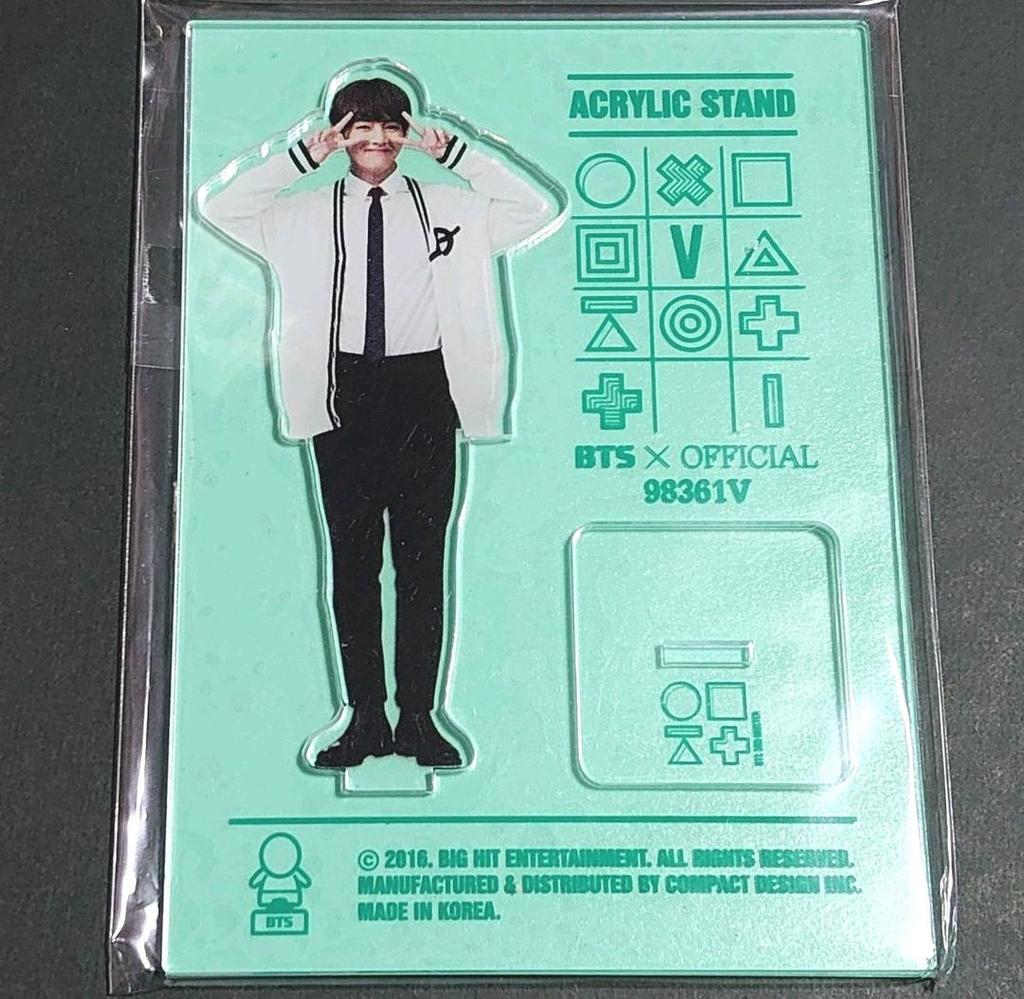 ACRYLIC STAND
V
BTS X OFFICIAL
98361V
BTS
© 2016. BIG HIT ENTERTAINMENT. ALL RIGHTS RESERVED.
MANUFACTURED & DISTRIBUTED BY COMPACT DESIGN INC.
MADE IN KOREA.